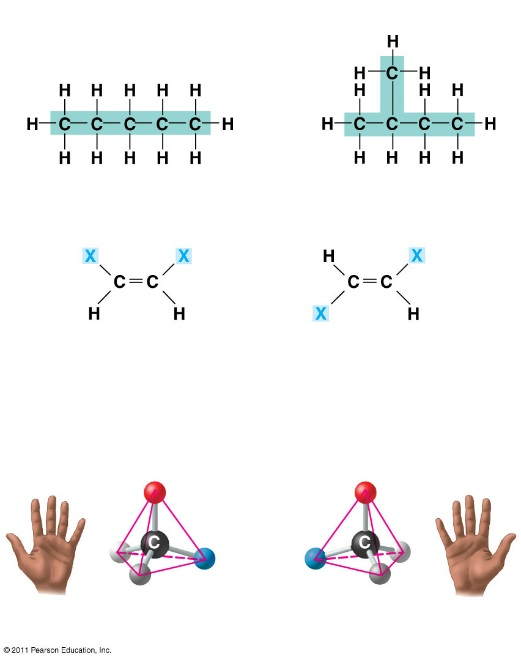 H
H C H
H H H H H H H H
H C C C C C H H C C C C H
H H H H H H H H H
X X H X
C = C C = C
H H X H
C C
© 2011 Pearson Education, Inc.